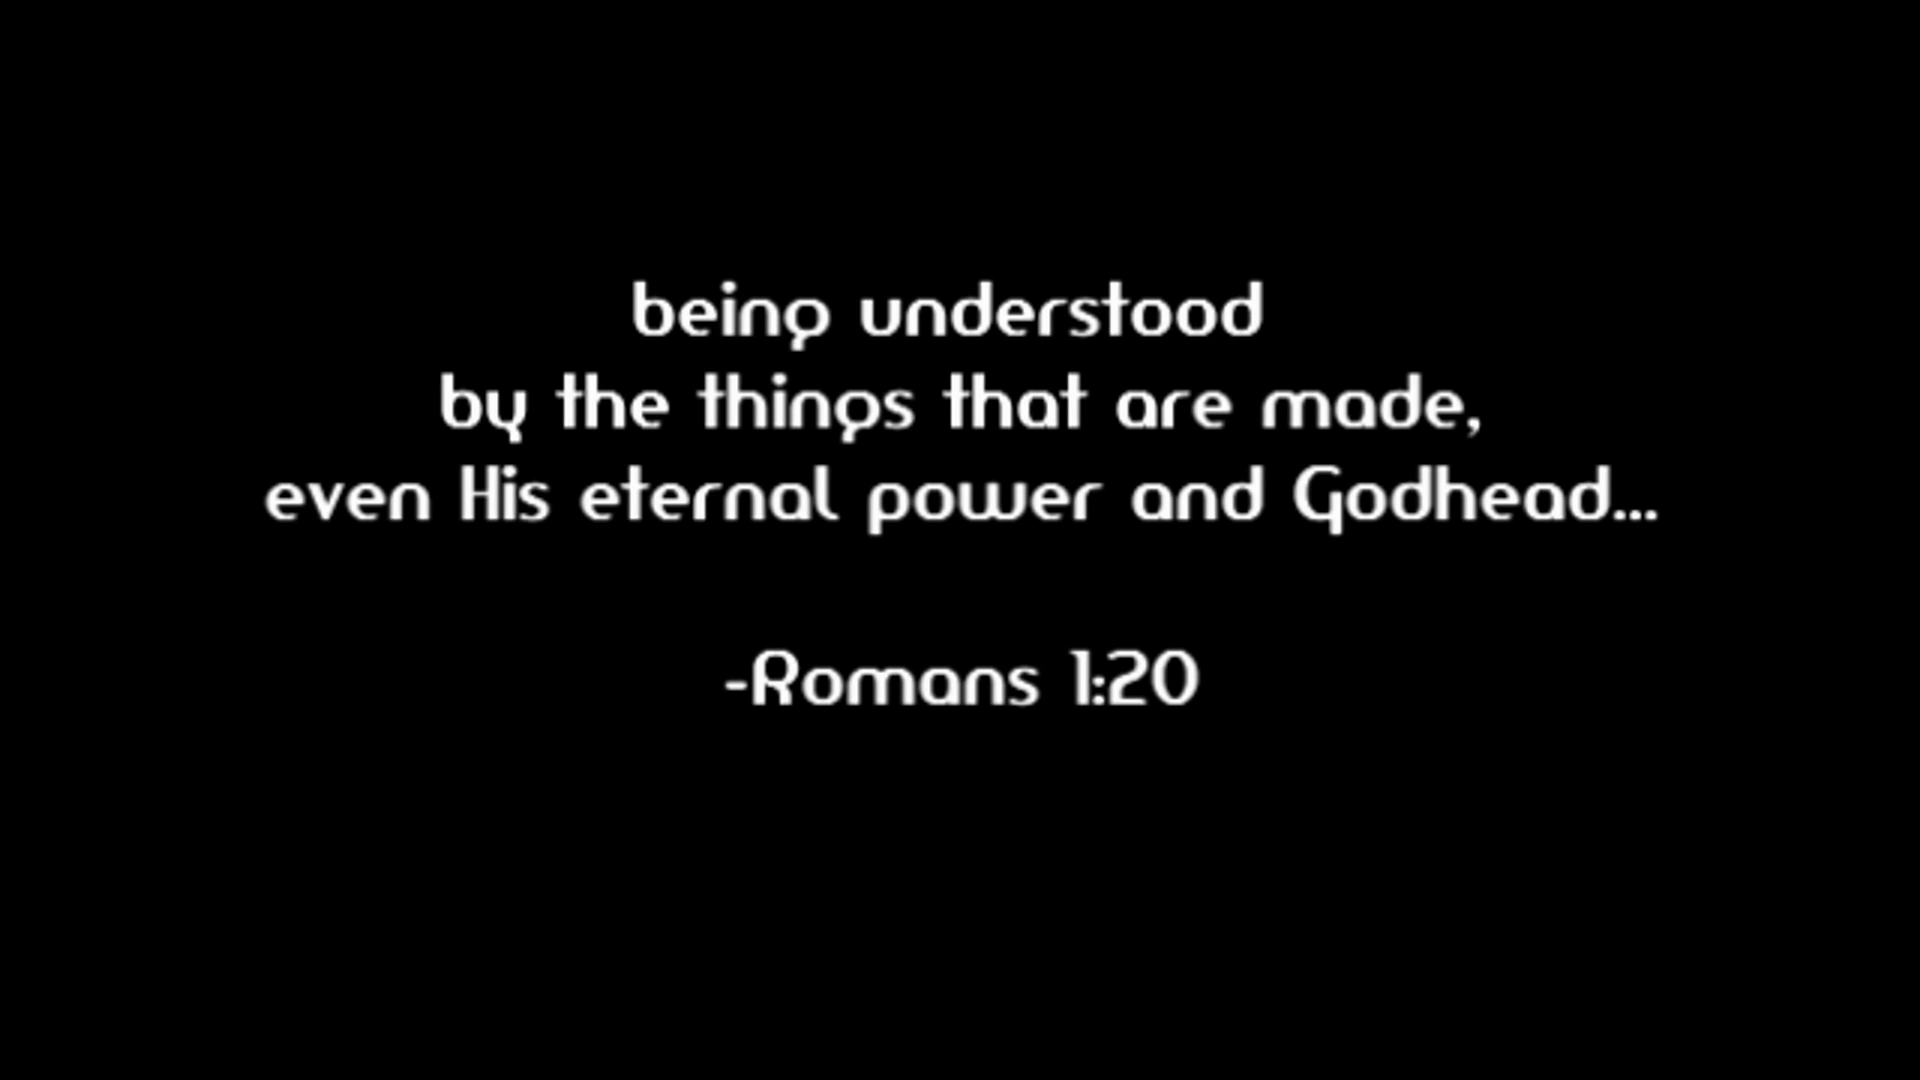 being understood
by the things that are made,
even His eternal power and Godhead...
-Romans 1:20